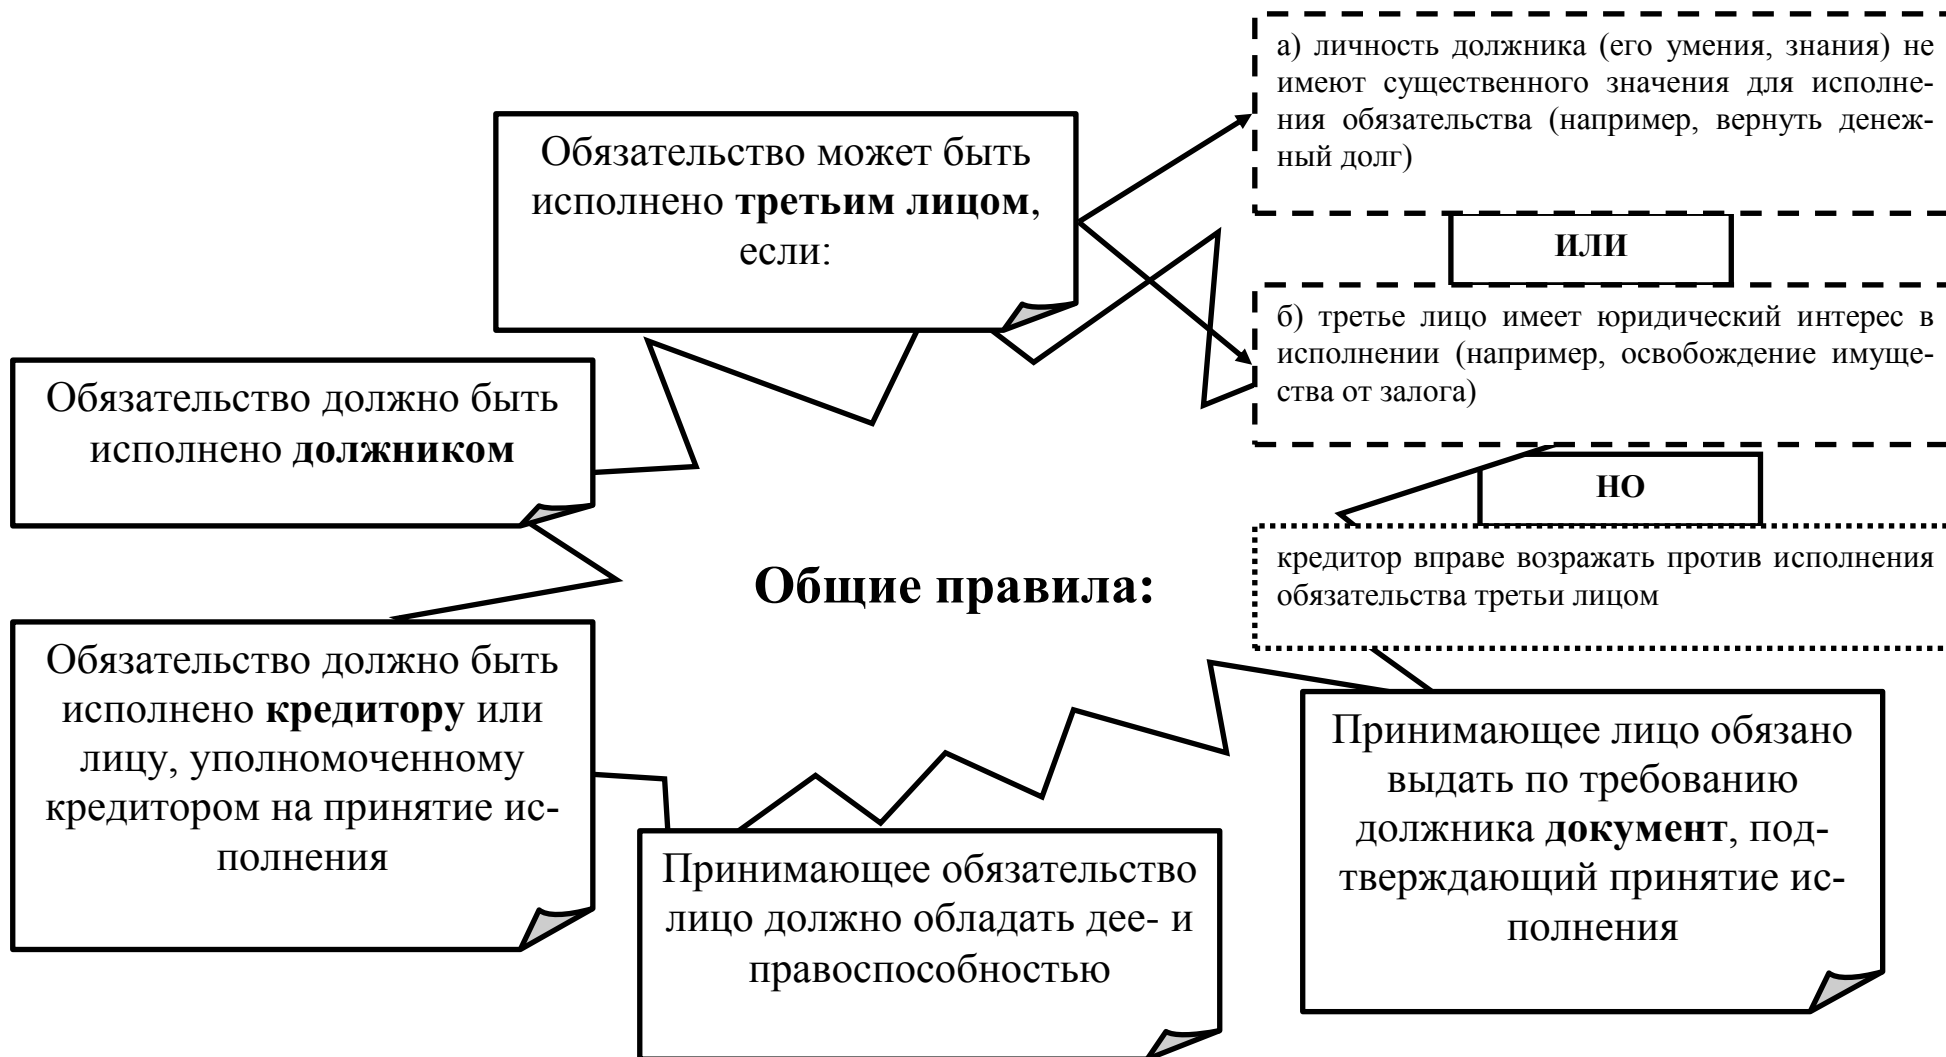 а) личность должника (его умения, знания) не
имеют существенного значения для исполне-
ния обязательства (например, вернуть денеж-
ный долг)
Обязательство может быть
исполнено третьим лицом,
если:
ИЛИ
б) третье лицо имеет юридический интерес в
исполнении (например, освобождение имуще-
ства от залога)
Обязательство должно быть
исполнено должником
НО
кредитор вправе возражать против исполнения
обязательства третьи лицом
Общие правила:
Обязательство должно быть
исполнено кредитору или
лицу, уполномоченному
кредитором на принятие ис-
полнения
Принимающее обязательство
лицо должно обладать дее- и
правоспособностью
Принимающее лицо обязано
выдать по требованию
должника документ, под-
тверждающий принятие ис-
полнения